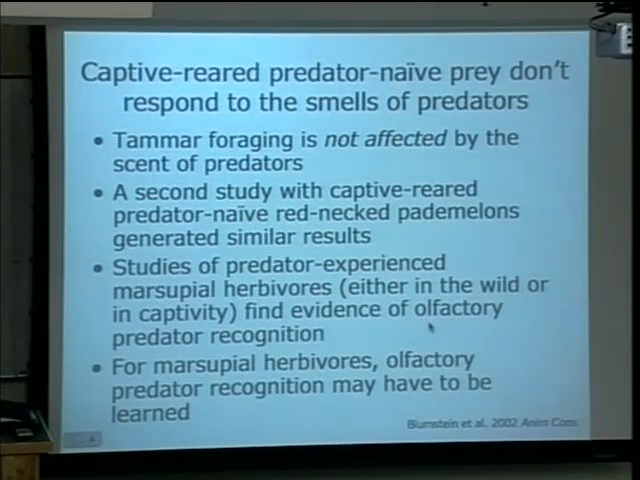 Captive-reared predator-naïve prey don't
respond to the smells of predators
• Tammar foraging is not affected by the
scent of predators
• A second study with captive-reared
predator-naïve red-necked pademelons
generated similar results
• Studies of predator-experienced
marsupial herbivores (either in the wild or
in captivity) find evidence of olfactory
predator recognition
• For marsupial herbivores, olfactory
predator recognition may have to be
learned
Blumstein et al. 2002 Anim Cons